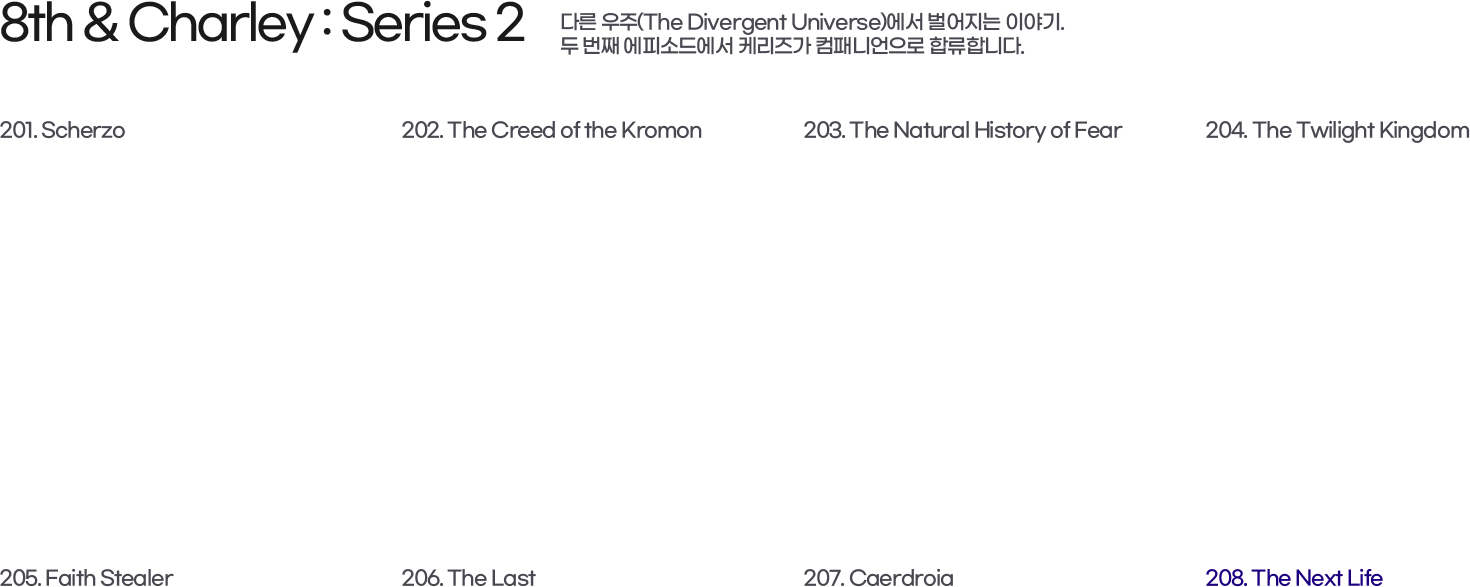 8th & Charley : Series 2
다른 우주(The Divergent Universe)에서 벌어지는 이야기.
두 번째 에피소드에서 케리즈가 컴패니언으로 합류합니다.
201. Scherzo
202. The Creed of the Kromon
203. The Natural History of Fear
204. The Twilight Kingdom
205. Faith Stealer
206. The Last
207. Caerdroia
208. The Next Life